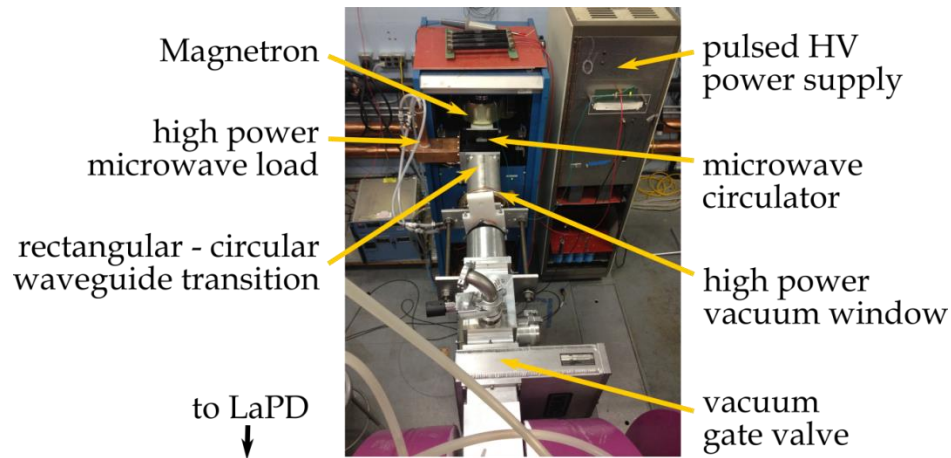 Magnetron
high power
microwave load
rectangular - circular
waveguide transition
to LaPD
pulsed HV
power supply
microwave
circulator
high power
vacuum window
vacuum
gate valve